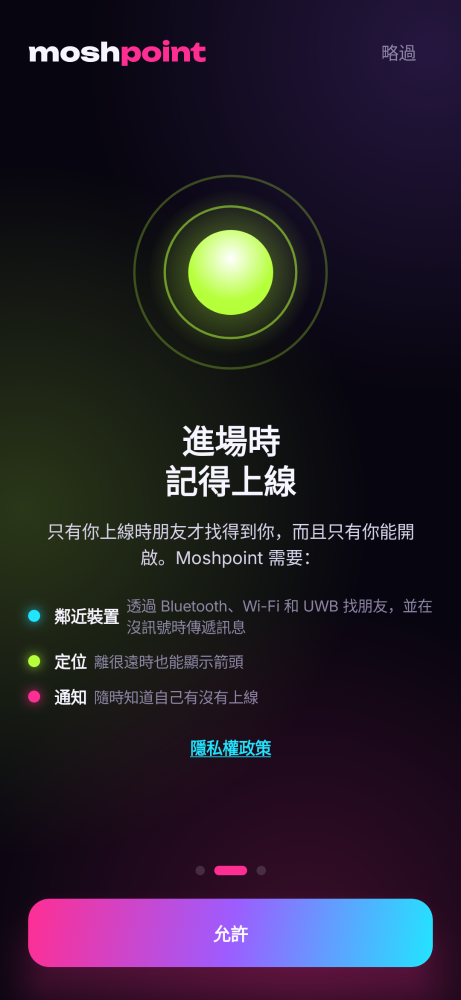 moshpoint
略過
進場時
記得上線
只有你上線時朋友才找得到你，而且只有你能開
啟。Moshpoint 需要：
鄰近裝置 透過 Bluetooth、Wi-Fi 和 UWB 找朋友，並在
沒訊號時傳遞訊息
定位 離很遠時也能顯示箭頭
通知 隨時知道自己有沒有上線
隱私權政策
允許